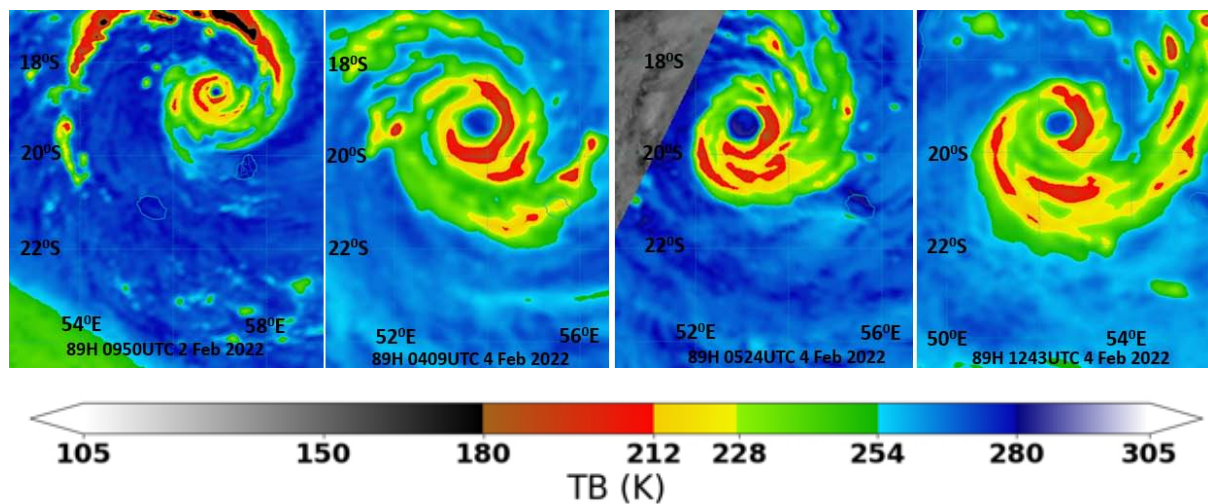 18⁰S
20⁰S
22⁰S
54⁰E 58⁰E
89H 0950UTC 2 Feb 2022
18⁰S
20⁰S
22⁰S
52⁰E 56⁰E
89H 0409UTC 4 Feb 2022
18⁰S
20⁰S
22⁰S
52⁰E 56⁰E
89H 0524UTC 4 Feb 2022
18⁰S
20⁰S
22⁰S
50⁰E 54⁰E
89H 1243UTC 4 Feb 2022
105 150 180 212 228 254 280 305
TB (K)